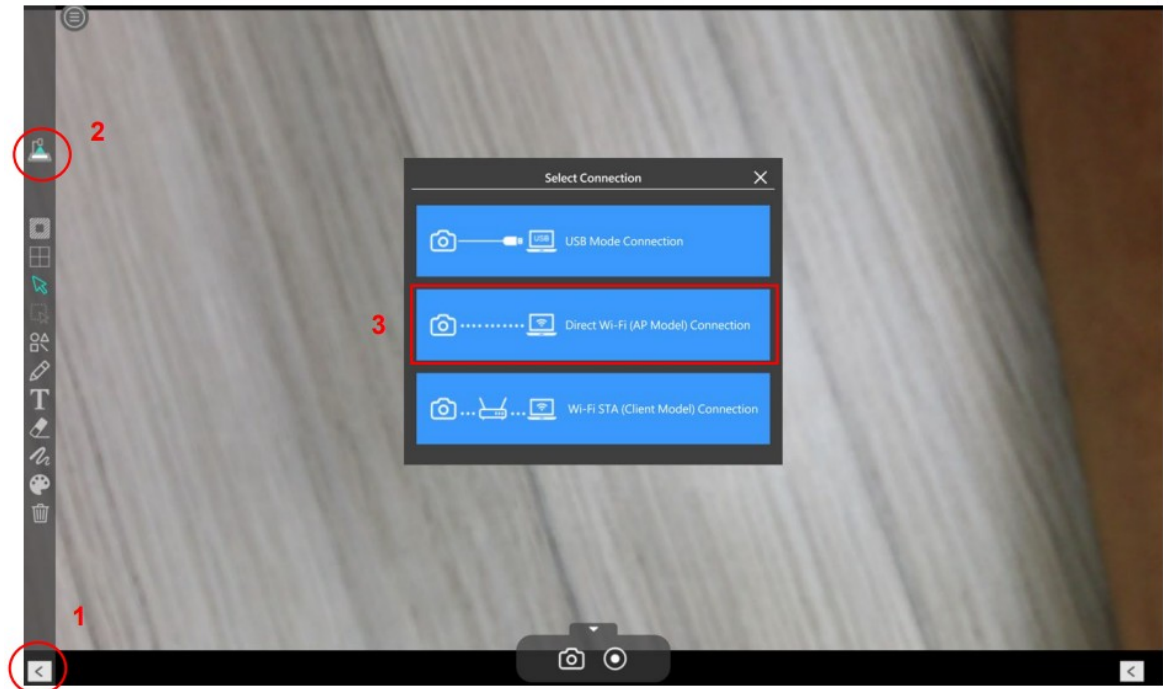 2
Select Connection
USB
USB Mode Connection
3
Direct Wi-Fi (AP Model) Connection
Wi-Fi STA (Client Model) Connection
T
1